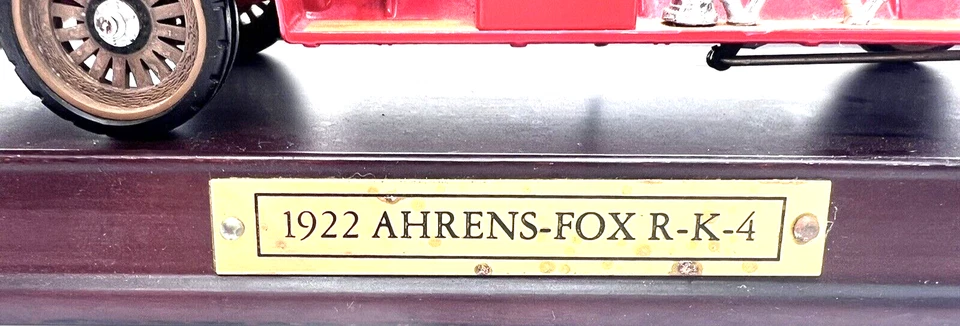 1922 AHRENS-FOX R-K-4